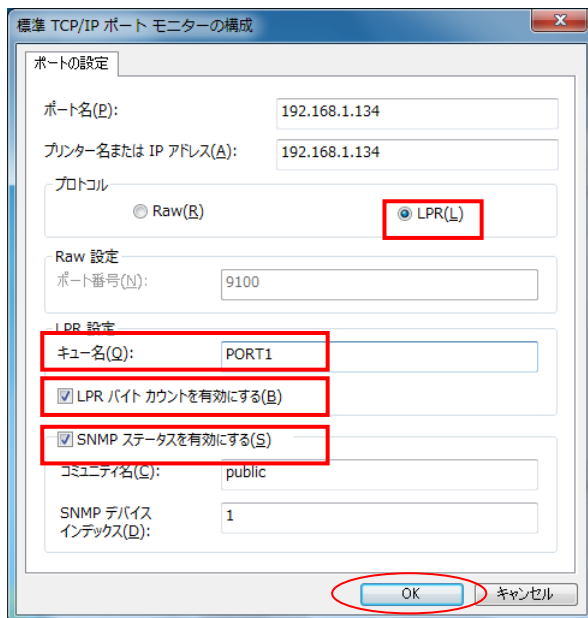 標準 TCP/IP ポート モニターの構成
ポートの設定
ポート名(P): 192.168.1.134
プリンター名または IP アドレス(A): 192.168.1.134
プロトコル
Raw(R) LPR(L)
Raw 設定
ポート番号(N): 9100
LPR 設定
キュー名(Q): PORT1
LPR バイト カウントを有効にする(B)
SNMP ステータスを有効にする(S)
コミュニティ名(C): public
SNMP デバイス 1
インデックス(D):
OK キャンセル